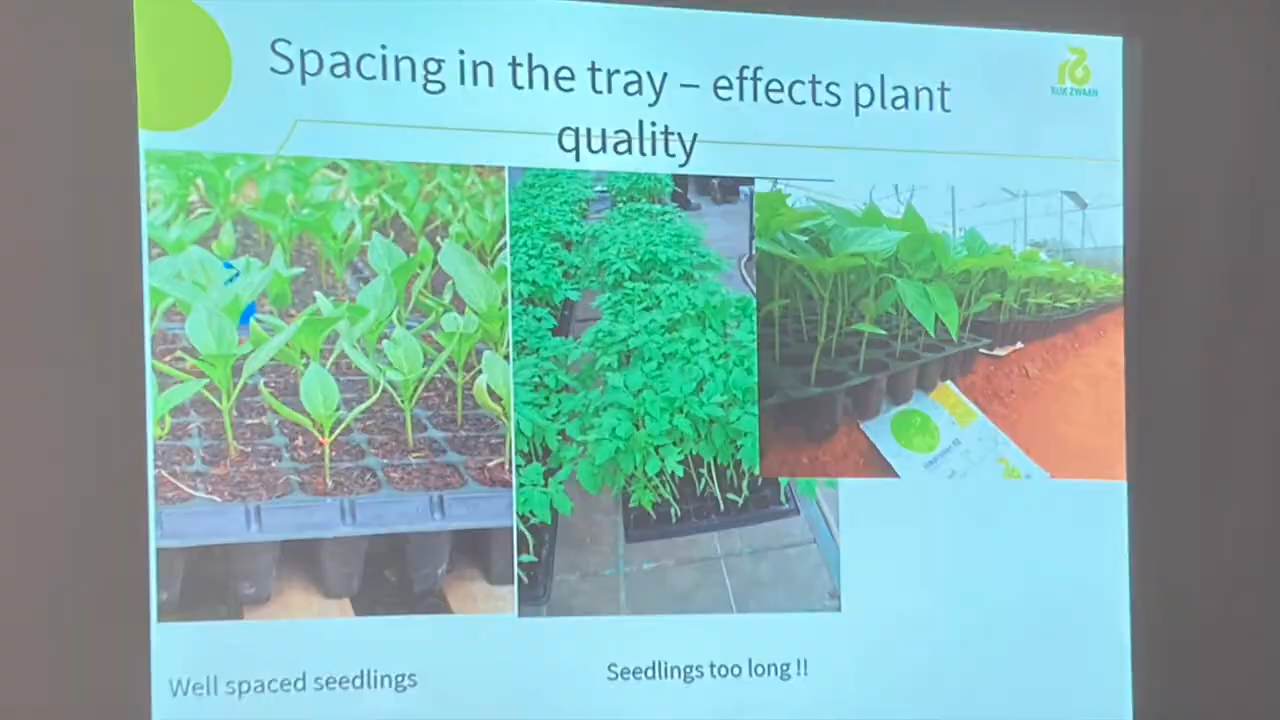 Spacing in the tray – effects plant
quality
RIJK ZWAAN
Well spaced seedlings
Seedlings too long !!